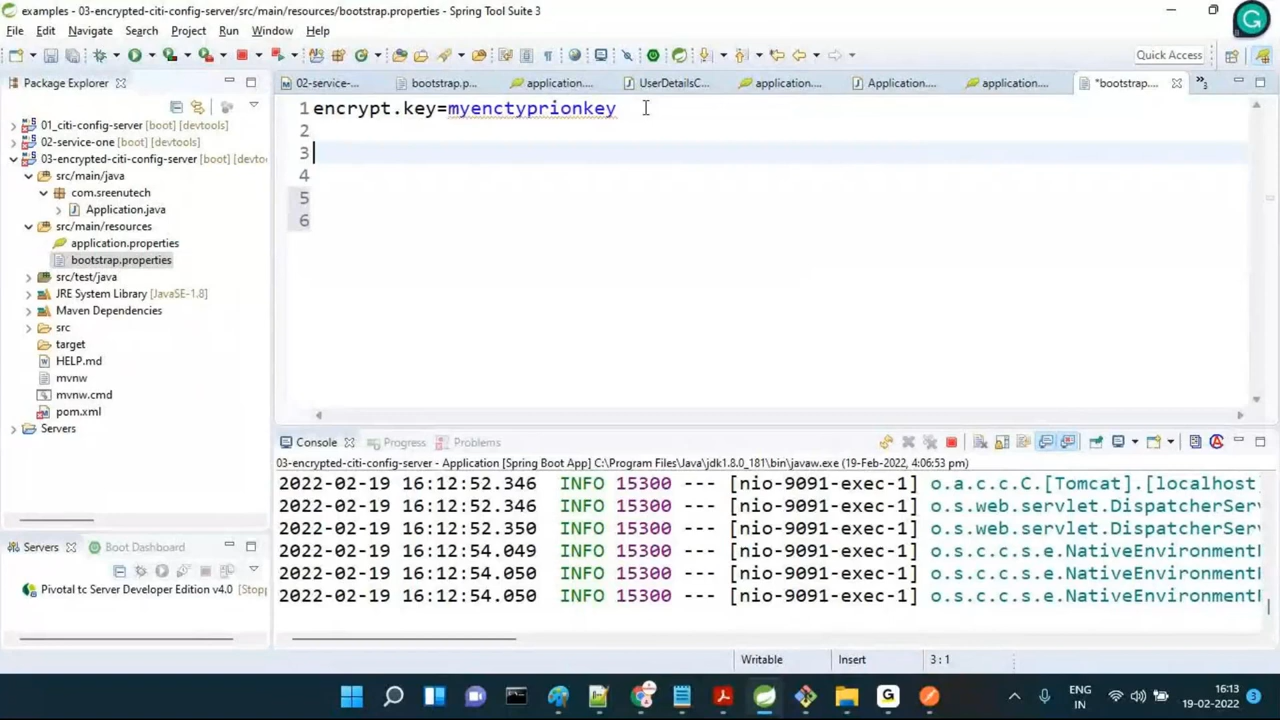 examples - 03-encrypted-citi-config-server/src/main/resources/bootstrap.properties - Spring Tool Suite 3
File Edit Navigate Search Project Run Window Help
Quick Access
Package Explorer
02-service-... bootstrap.p... application.... UserDetailsC... application.... Application.... application.... *bootstrap....
1 encrypt.key=myenctyprionkey
2
3
4
5
6
01_citi-config-server [boot] [devtools]
02-service-one [boot] [devtools]
03-encrypted-citi-config-server [boot] [devto
src/main/java
com.sreenutech
Application.java
src/main/resources
application.properties
bootstrap.properties
src/test/java
JRE System Library [JavaSE-1.8]
Maven Dependencies
src
target
HELP.md
mvnw
mvnw.cmd
pom.xml
Servers
Servers Boot Dashboard
Pivotal tc Server Developer Edition v4.0 [Stopp
Console Progress Problems
03-encrypted-citi-config-server - Application [Spring Boot App] C:\Program Files\Java\jdk1.8.0_181\bin\javaw.exe (19-Feb-2022, 4:06:53 pm)
2022-02-19 16:12:52.346 INFO 15300 --- [nio-9091-exec-1] o.a.c.c.C.[Tomcat].[localhost]
2022-02-19 16:12:52.346 INFO 15300 --- [nio-9091-exec-1] o.s.web.servlet.DispatcherServ
2022-02-19 16:12:52.350 INFO 15300 --- [nio-9091-exec-1] o.s.web.servlet.DispatcherServ
2022-02-19 16:12:54.049 INFO 15300 --- [nio-9091-exec-1] o.s.c.c.s.e.NativeEnvironmentR
2022-02-19 16:12:54.050 INFO 15300 --- [nio-9091-exec-1] o.s.c.c.s.e.NativeEnvironmentR
2022-02-19 16:12:54.050 INFO 15300 --- [nio-9091-exec-1] o.s.c.c.s.e.NativeEnvironmentR
Writable Insert 3 : 1
ENG
IN
16:13
19-02-2022